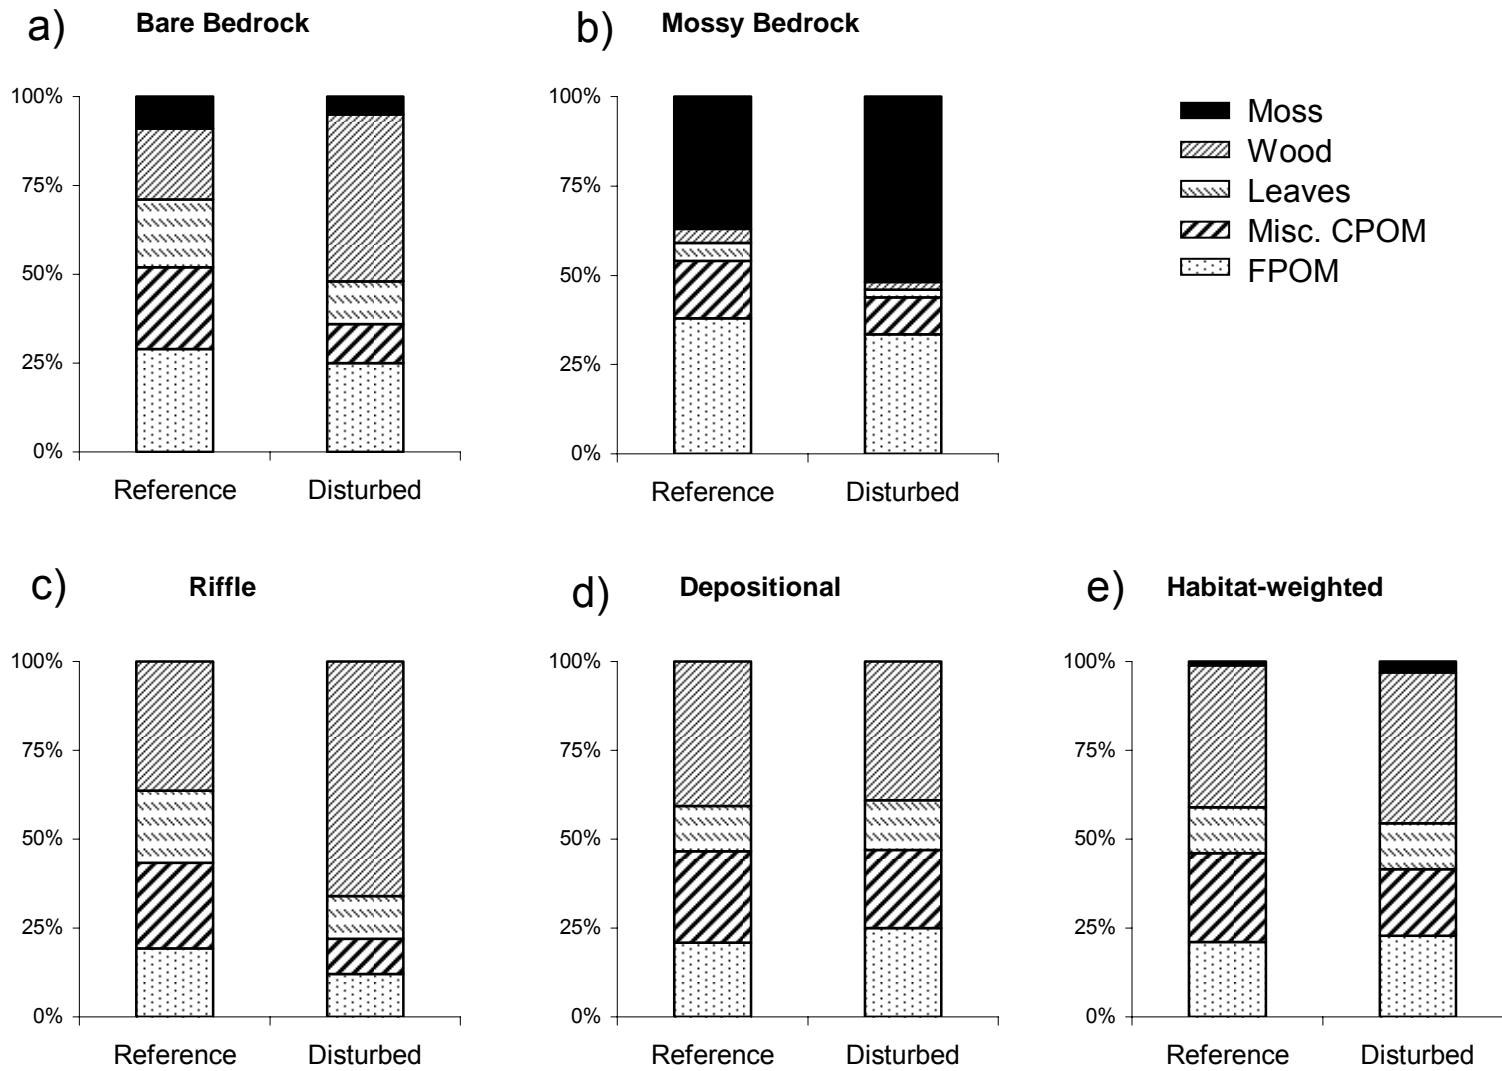 a) Bare Bedrock
100%
75%
50%
25%
0%
Reference Disturbed
b) Mossy Bedrock
100%
75%
50%
25%
0%
Reference Disturbed
Moss
Wood
Leaves
Misc. CPOM
FPOM
c) Riffle
100%
75%
50%
25%
0%
Reference Disturbed
d) Depositional
100%
75%
50%
25%
0%
Reference Disturbed
e) Habitat-weighted
100%
75%
50%
25%
0%
Reference Disturbed